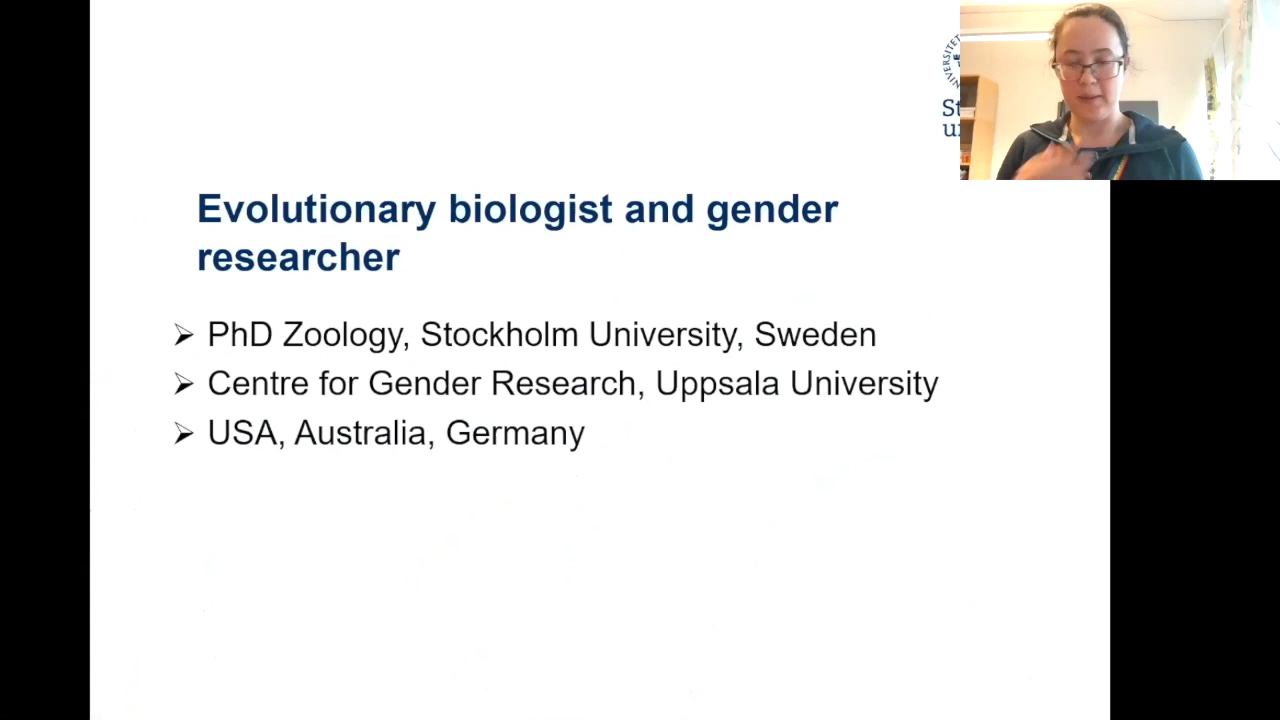 Evolutionary biologist and gender
researcher
➢ PhD Zoology, Stockholm University, Sweden
➢ Centre for Gender Research, Uppsala University
➢ USA, Australia, Germany